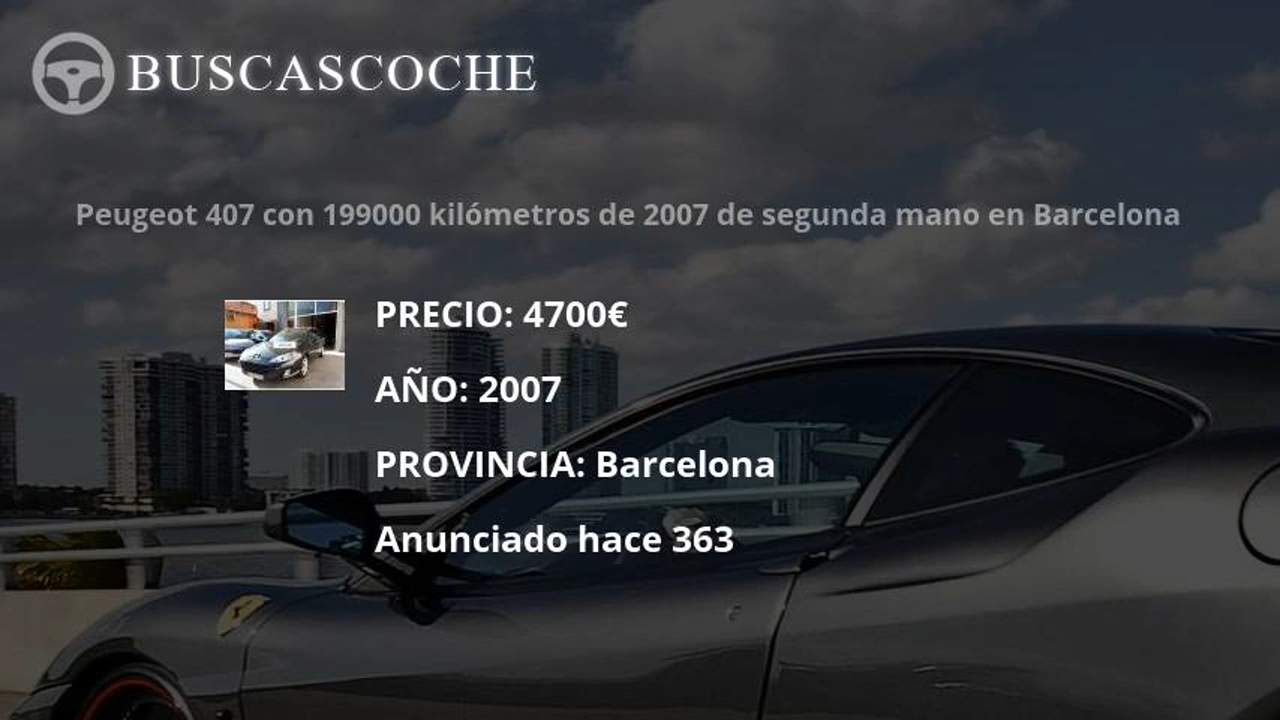 BUSCASCOCHE
Peugeot 407 con 199000 kilómetros de 2007 de segunda mano en Barcelona
PRECIO: 4700€
AÑO: 2007
PROVINCIA: Barcelona
Anunciado hace 363